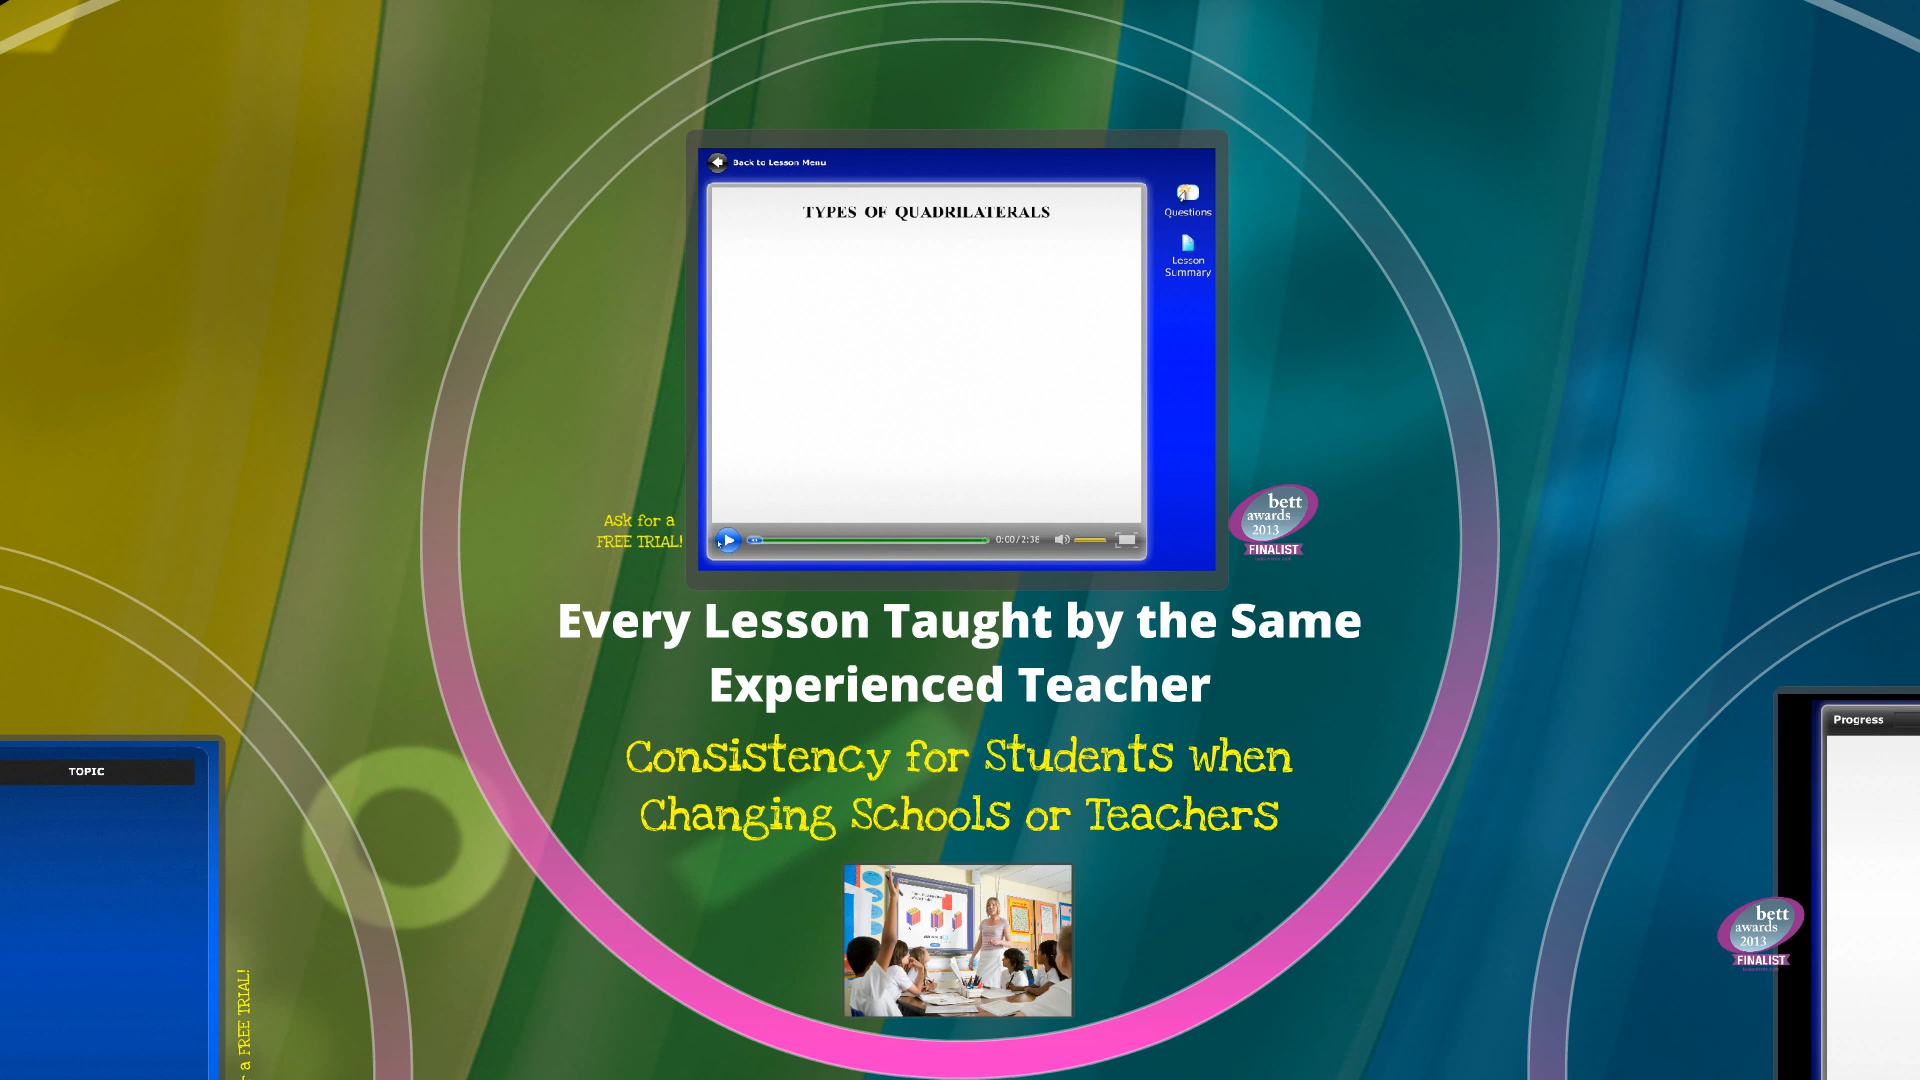 Back to Lesson Menu
TYPES OF QUADRILATERALS
Questions
Lesson
Summary
0:00/2:38
Ask for a
FREE TRIAL!
bett
awards
2013
FINALIST
Every Lesson Taught by the Same
Experienced Teacher
Consistency for Students when
Changing Schools or Teachers
TOPIC
a FREE TRIAL!
Progress
bett
awards
2013
FINALIST